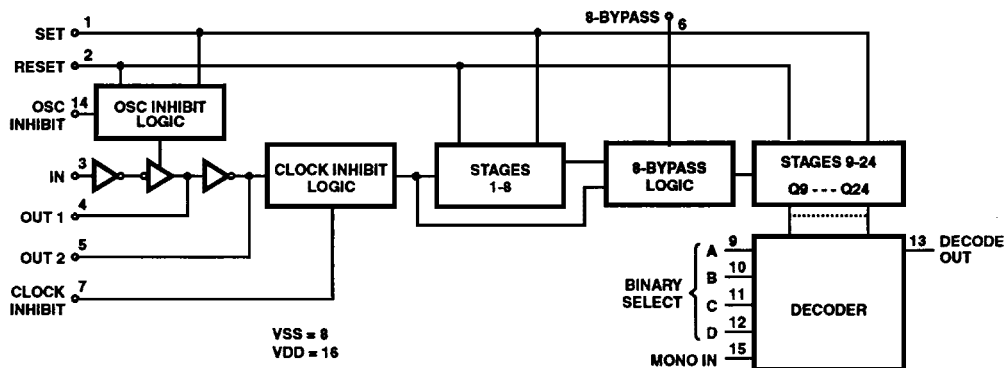 8-BYPASS
6
SET 1
RESET 2
OSC
INHIBIT
14
OSC INHIBIT
LOGIC
IN 3
OUT 1
4
OUT 2
5
CLOCK
INHIBIT
7
CLOCK INHIBIT
LOGIC
STAGES
1-8
8-BYPASS
LOGIC
STAGES 9-24
Q9 - - - Q24
BINARY
SELECT
A 9
B 10
C 11
D 12
MONO IN 15
DECODER
13 DECODE
OUT
VSS = 8
VDD = 16